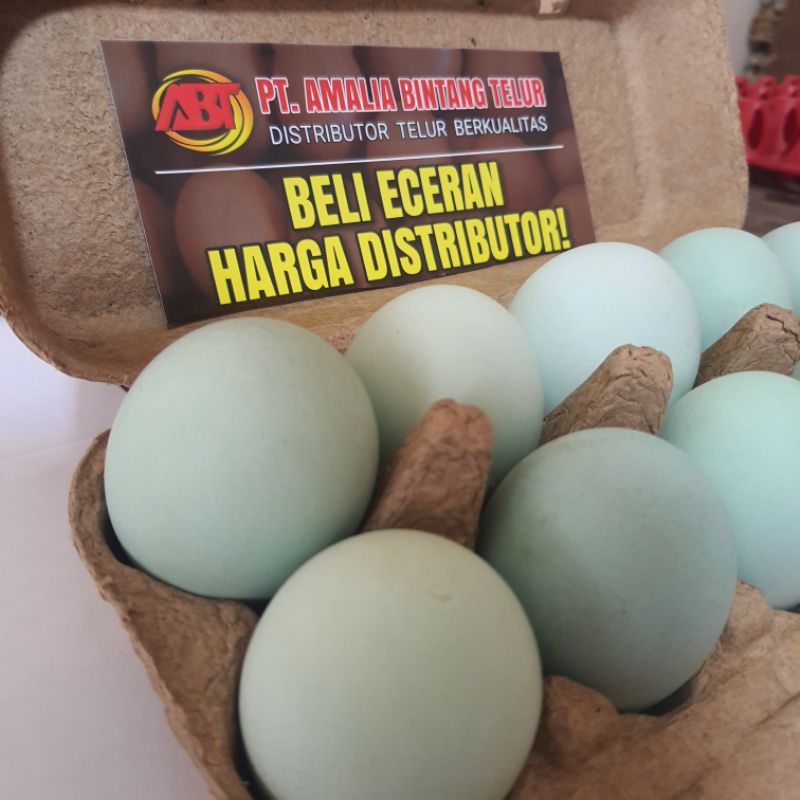 ABT
PT. AMALIA BINTANG TELUR
DISTRIBUTOR TELUR BERKUALITAS
BELI ECERAN
HARGA DISTRIBUTOR!